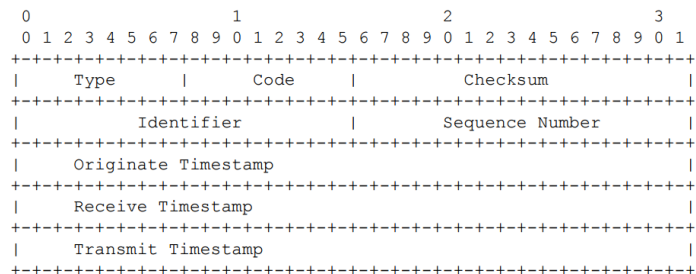 0                   1                   2                   3
0 1 2 3 4 5 6 7 8 9 0 1 2 3 4 5 6 7 8 9 0 1 2 3 4 5 6 7 8 9 0 1
+-+-+-+-+-+-+-+-+-+-+-+-+-+-+-+-+-+-+-+-+-+-+-+-+-+-+-+-+-+-+-+-+
|     Type      |      Code     |          Checksum             |
+-+-+-+-+-+-+-+-+-+-+-+-+-+-+-+-+-+-+-+-+-+-+-+-+-+-+-+-+-+-+-+-+
|           Identifier          |        Sequence Number        |
+-+-+-+-+-+-+-+-+-+-+-+-+-+-+-+-+-+-+-+-+-+-+-+-+-+-+-+-+-+-+-+-+
|     Originate Timestamp                                       |
+-+-+-+-+-+-+-+-+-+-+-+-+-+-+-+-+-+-+-+-+-+-+-+-+-+-+-+-+-+-+-+-+
|     Receive Timestamp                                         |
+-+-+-+-+-+-+-+-+-+-+-+-+-+-+-+-+-+-+-+-+-+-+-+-+-+-+-+-+-+-+-+-+
|     Transmit Timestamp                                        |
+-+-+-+-+-+-+-+-+-+-+-+-+-+-+-+-+-+-+-+-+-+-+-+-+-+-+-+-+-+-+-+-+